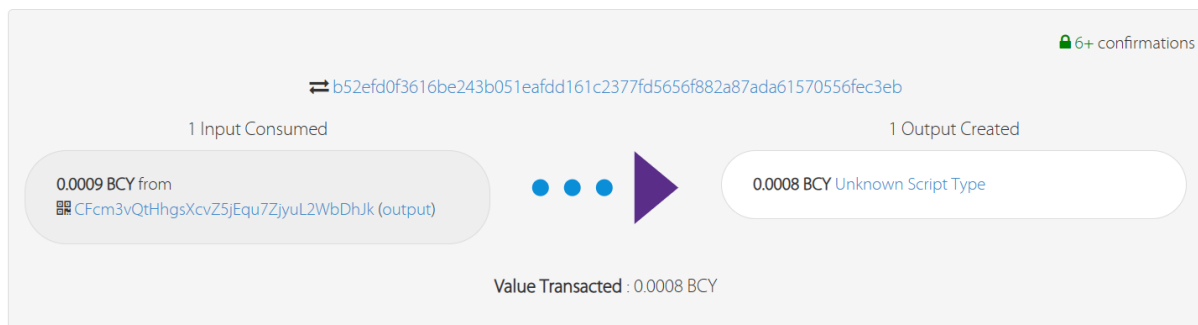 6+ confirmations
b52efd0f3616be243b051eafdd161c2377fd5656f882a87ada61570556fec3eb
1 Input Consumed
1 Output Created
0.0009 BCY from
CFcm3vQtHhgsXcvZ5jEqu7ZjyuL2WbDhJk (output)
0.0008 BCY Unknown Script Type
Value Transacted : 0.0008 BCY